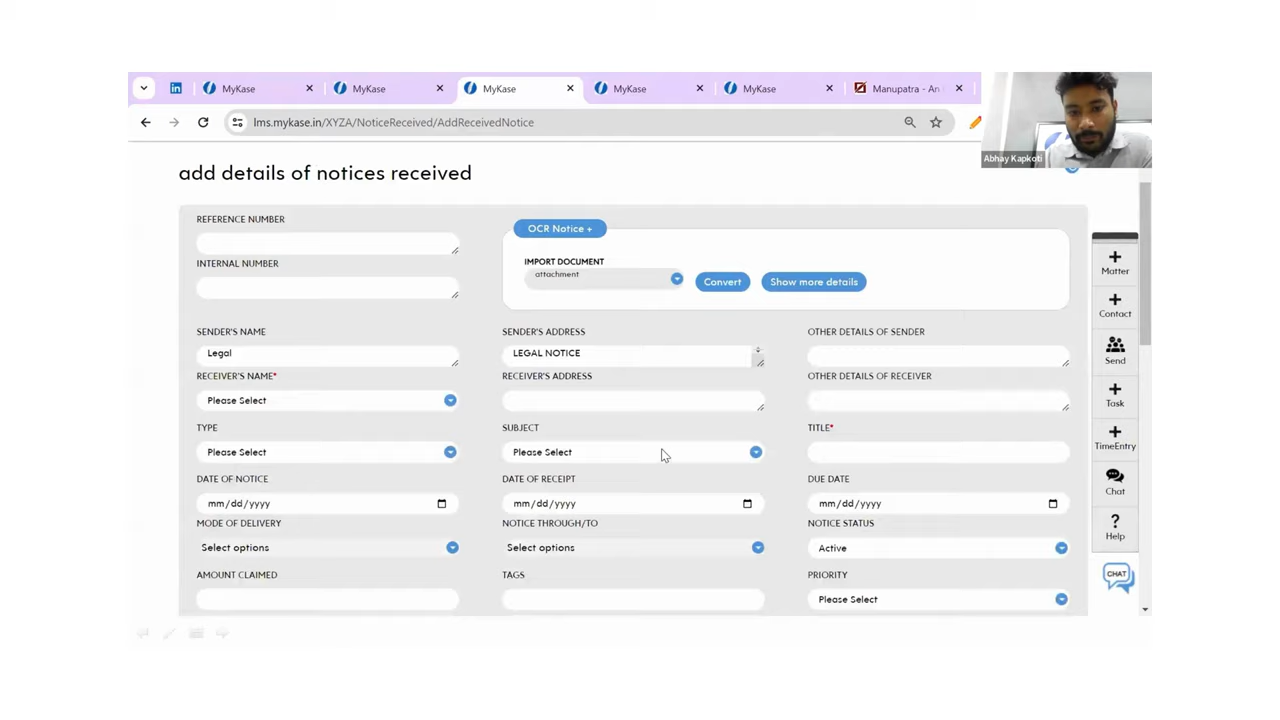 MyKase
MyKase
MyKase
MyKase
MyKase
Manupatra - An
lms.mykase.in/XYZA/NoticeReceived/AddReceivedNotice
Abhay Kapkoti
add details of notices received
REFERENCE NUMBER
INTERNAL NUMBER
OCR Notice +
IMPORT DOCUMENT
attachment
Convert
Show more details
SENDER'S NAME
SENDER'S ADDRESS
OTHER DETAILS OF SENDER
Legal
LEGAL NOTICE
RECEIVER'S NAME*
RECEIVER'S ADDRESS
OTHER DETAILS OF RECEIVER
Please Select
TYPE
SUBJECT
TITLE*
Please Select
Please Select
DATE OF NOTICE
DATE OF RECEIPT
DUE DATE
mm/dd/yyyy
mm/dd/yyyy
mm/dd/yyyy
MODE OF DELIVERY
NOTICE THROUGH/TO
NOTICE STATUS
Select options
Select options
Active
AMOUNT CLAIMED
TAGS
PRIORITY
Please Select
Matter
Contact
Send
Task
TimeEntry
Chat
Help
CHAT